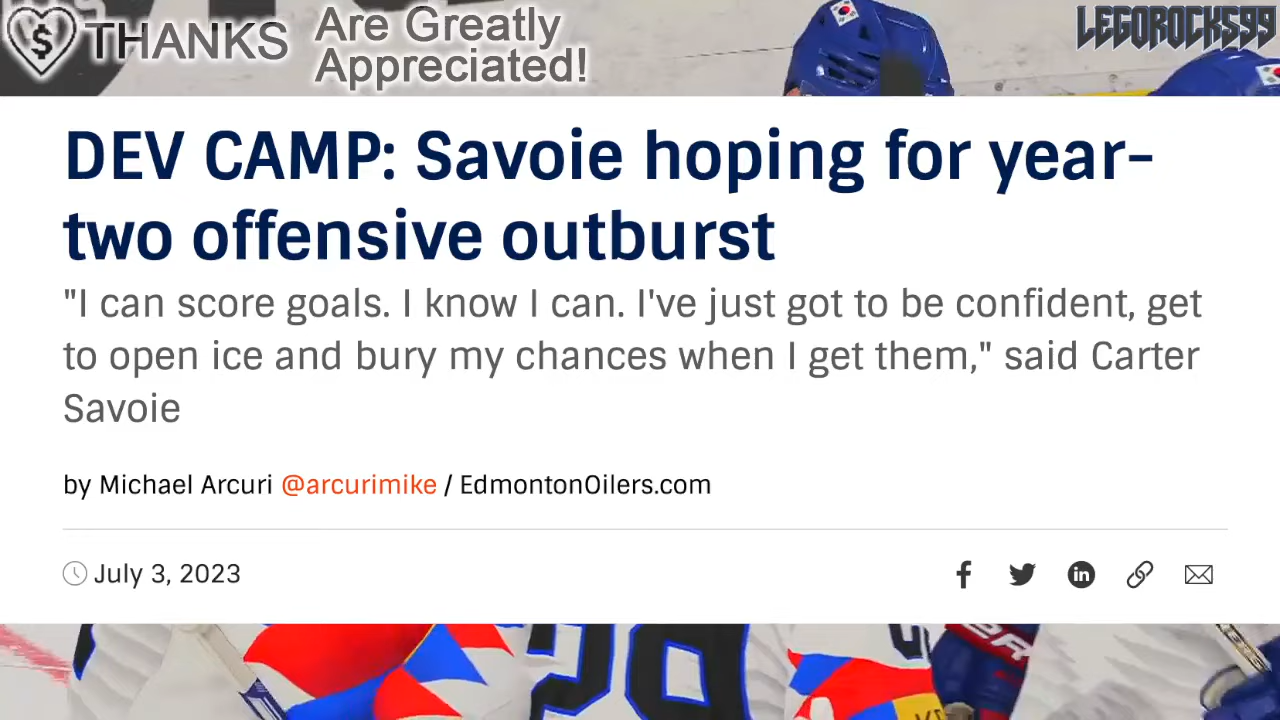 THANKS
Are Greatly
Appreciated!
LEGOROCKS99
DEV CAMP: Savoie hoping for year-
two offensive outburst
"I can score goals. I know I can. I've just got to be confident, get
to open ice and bury my chances when I get them," said Carter
Savoie
by Michael Arcuri @arcurimike / EdmontonOilers.com
July 3, 2023
28